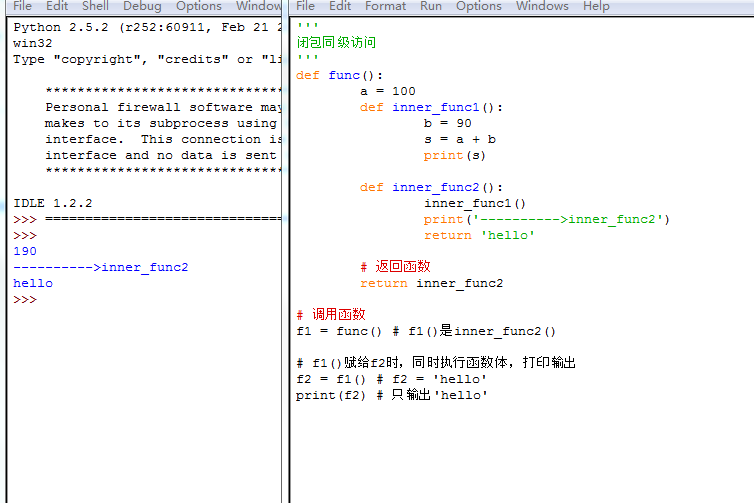 File Edit Shell Debug Options Window
Python 2.5.2 (r252:60911, Feb 21 2
win32
Type "copyright", "credits" or "li
*******************************
Personal firewall software may
makes to its subprocess using
interface. This connection is
interface and no data is sent
*******************************
IDLE 1.2.2
>>> ==============================
>>>
190
---------->inner_func2
hello
>>>
File Edit Format Run Options Windows Help
'''
闭包同级访问
'''
def func():
        a = 100
        def inner_func1():
                b = 90
                s = a + b
                print(s)
        def inner_func2():
                inner_func1()
                print('---------->inner_func2')
                return 'hello'
        # 返回函数
        return inner_func2
# 调用函数
f1 = func() # f1()是inner_func2()
# f1()赋给f2时，同时执行函数体，打印输出
f2 = f1() # f2 = 'hello'
print(f2) # 只输出'hello'